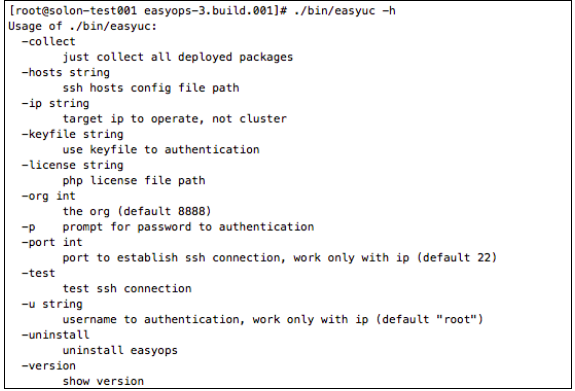 [root@solon-test001 easyops-3.build.001]# ./bin/easyuc -h
Usage of ./bin/easyuc:
  -collect
        just collect all deployed packages
  -hosts string
        ssh hosts config file path
  -ip string
        target ip to operate, not cluster
  -keyfile string
        use keyfile to authentication
  -license string
        php license file path
  -org int
        the org (default 8888)
  -p    prompt for password to authentication
  -port int
        port to establish ssh connection, work only with ip (default 22)
  -test
        test ssh connection
  -u string
        username to authentication, work only with ip (default "root")
  -uninstall
        uninstall easyops
  -version
        show version